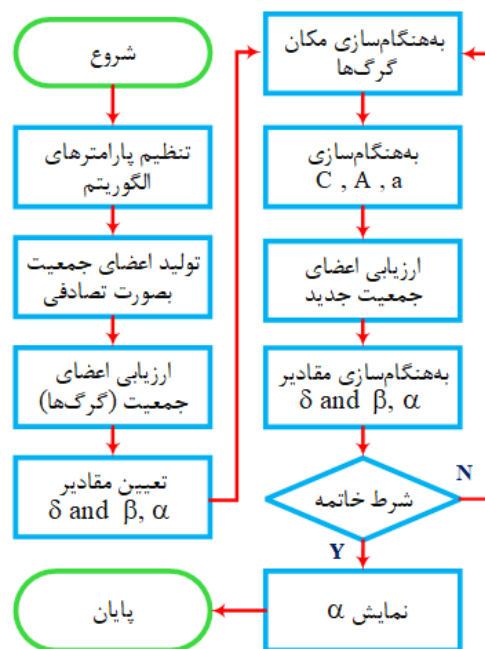 شروع
تنظیم پارامترهای
الگوریتم
تولید اعضای جمعیت
بصورت تصادفی
ارزیابی اعضای
جمعیت (گرگ‌ها)
تعیین مقادیر
δ and β, α
به‌هنگام‌سازی مکان
گرگ‌ها
به‌هنگام‌سازی
C , A , a
ارزیابی اعضای
جمعیت جدید
به‌هنگام‌سازی مقادیر
δ and β, α
شرط خاتمه
N
Y
نمایش α
پایان